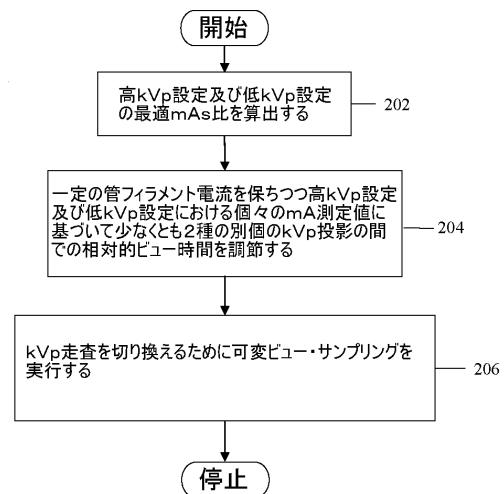 開始
高kVp設定及び低kVp設定
の最適mAs比を算出する
202
一定の管フィラメント電流を保ちつつ高kVp設定
及び低kVp設定における個々のmA測定値に
基づいて少なくとも2種の別個のkVp投影の間
での相対的ビュー時間を調節する
204
kVp走査を切り換えるために可変ビュー・サンプリングを
実行する
206
停止